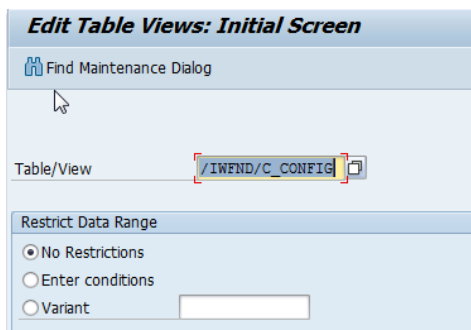 Edit Table Views: Initial Screen
Find Maintenance Dialog
Table/View /IWFND/C_CONFIG
Restrict Data Range
No Restrictions
Enter conditions
Variant